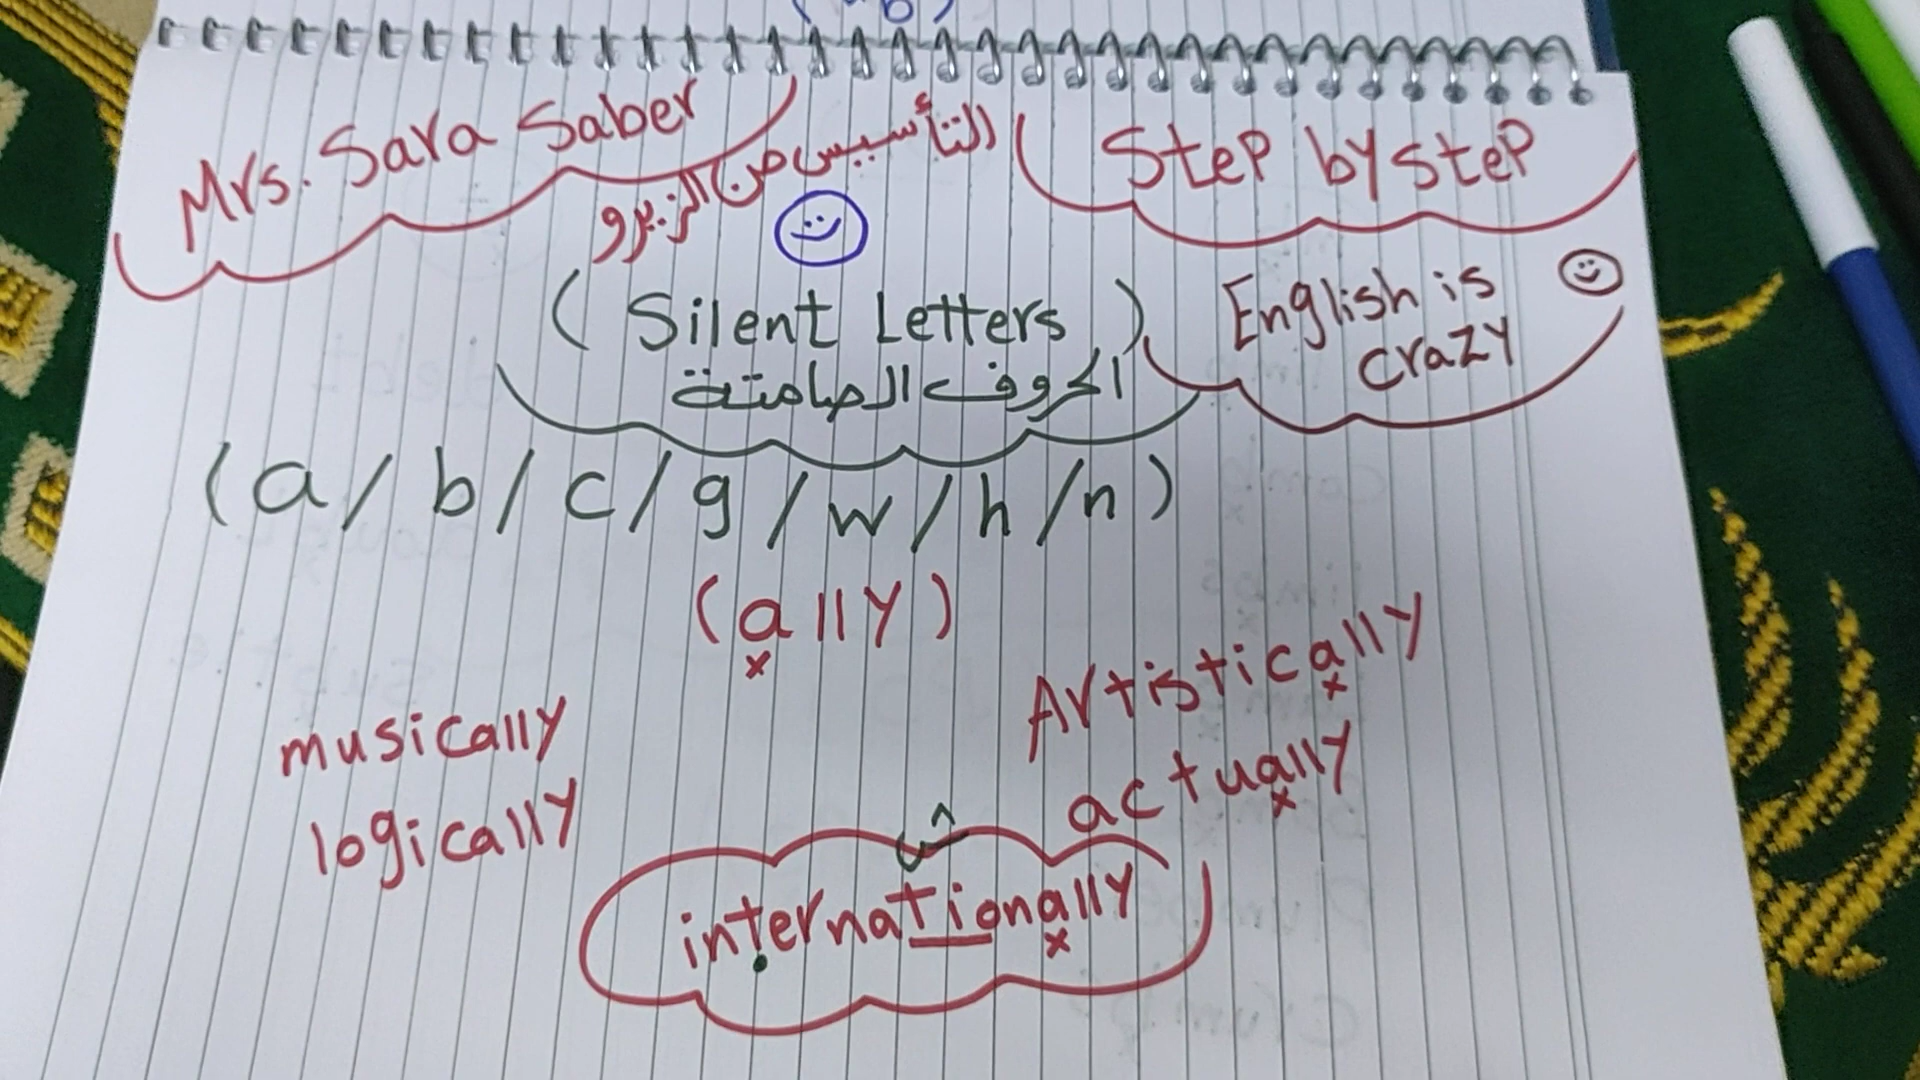 Mrs. Sara Saber
التأسيس من الزيرو
Step by step
(Silent Letters)
الحروف الصامتة
English is
crazy
(a/b/c/g/w/h/n)
(ally)
x
Artistically
x
musically
actually
x
logically
ش
internationally
x